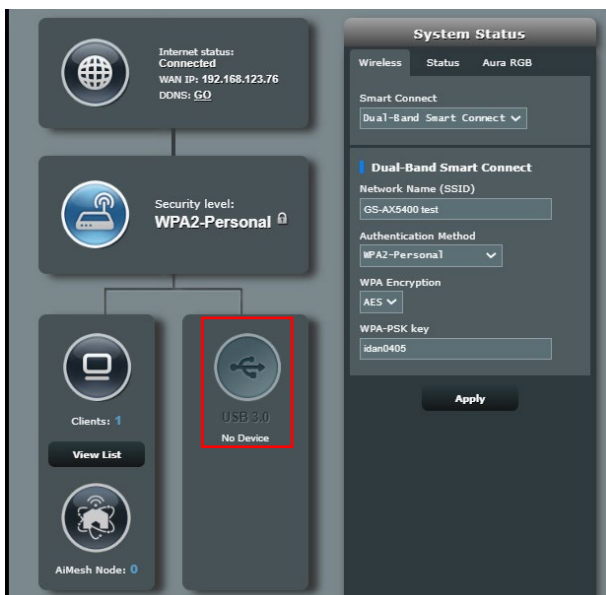 Internet status:
Connected
WAN IP: 192.168.123.76
DDNS: GO
Security level:
WPA2-Personal
Clients: 1
View List
AiMesh Node: 0
USB 3.0
No Device
System Status
Wireless Status Aura RGB
Smart Connect
Dual-Band Smart Connect
Dual-Band Smart Connect
Network Name (SSID)
GS-AX5400 test
Authentication Method
WPA2-Personal
WPA Encryption
AES
WPA-PSK key
idan0405
Apply